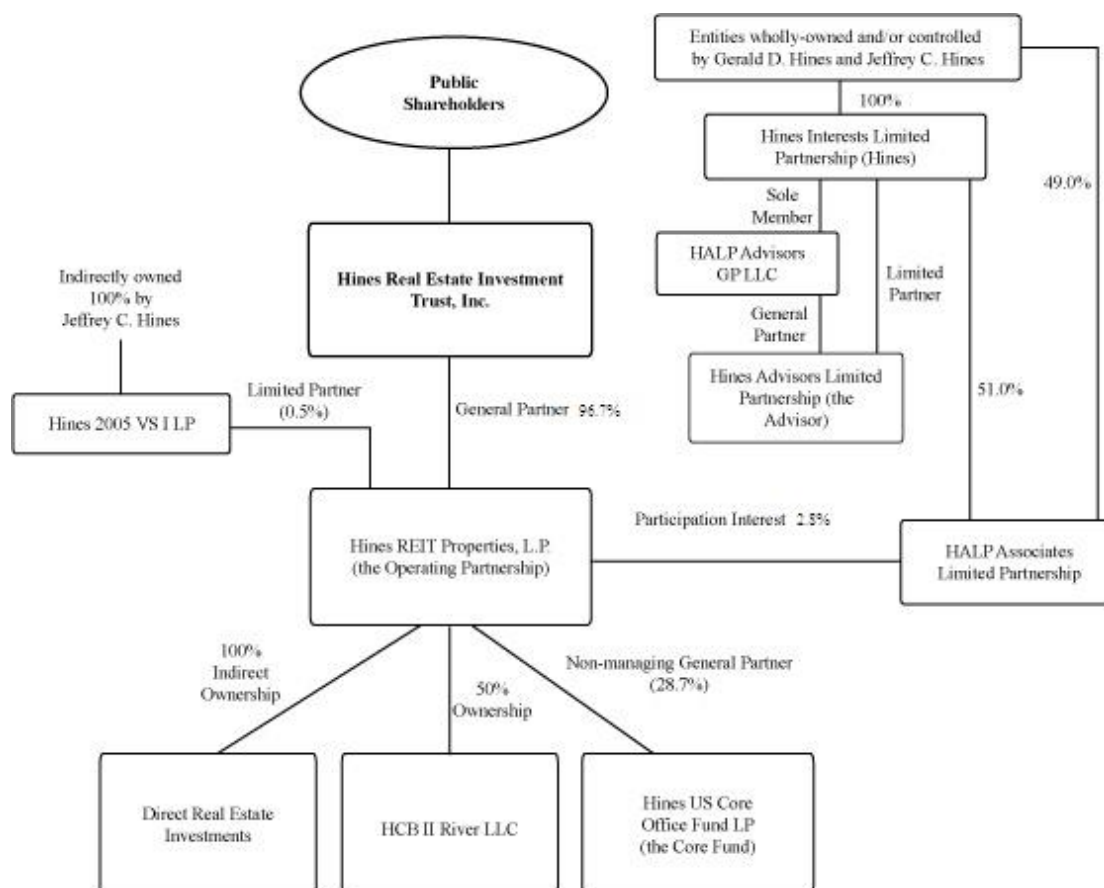 Entities wholly-owned and/or controlled
by Gerald D. Hines and Jeffrey C. Hines
Public
Shareholders
100%
Hines Interests Limited
Partnership (Hines)
49.0%
Sole
Member
HALP Advisors
GP LLC
Limited
Partner
Hines Real Estate Investment
Trust, Inc.
Indirectly owned
100% by
Jeffrey C. Hines
General
Partner
Hines Advisors Limited
Partnership (the
Advisor)
51.0%
Limited Partner
(0.5%)
General Partner 96.7%
Hines 2005 VS I LP
Participation Interest 2.8%
Hines REIT Properties, L.P.
(the Operating Partnership)
HALP Associates
Limited Partnership
100%
Indirect
Ownership
50%
Ownership
Non-managing General Partner
(28.7%)
Direct Real Estate
Investments
HCB II River LLC
Hines US Core
Office Fund LP
(the Core Fund)